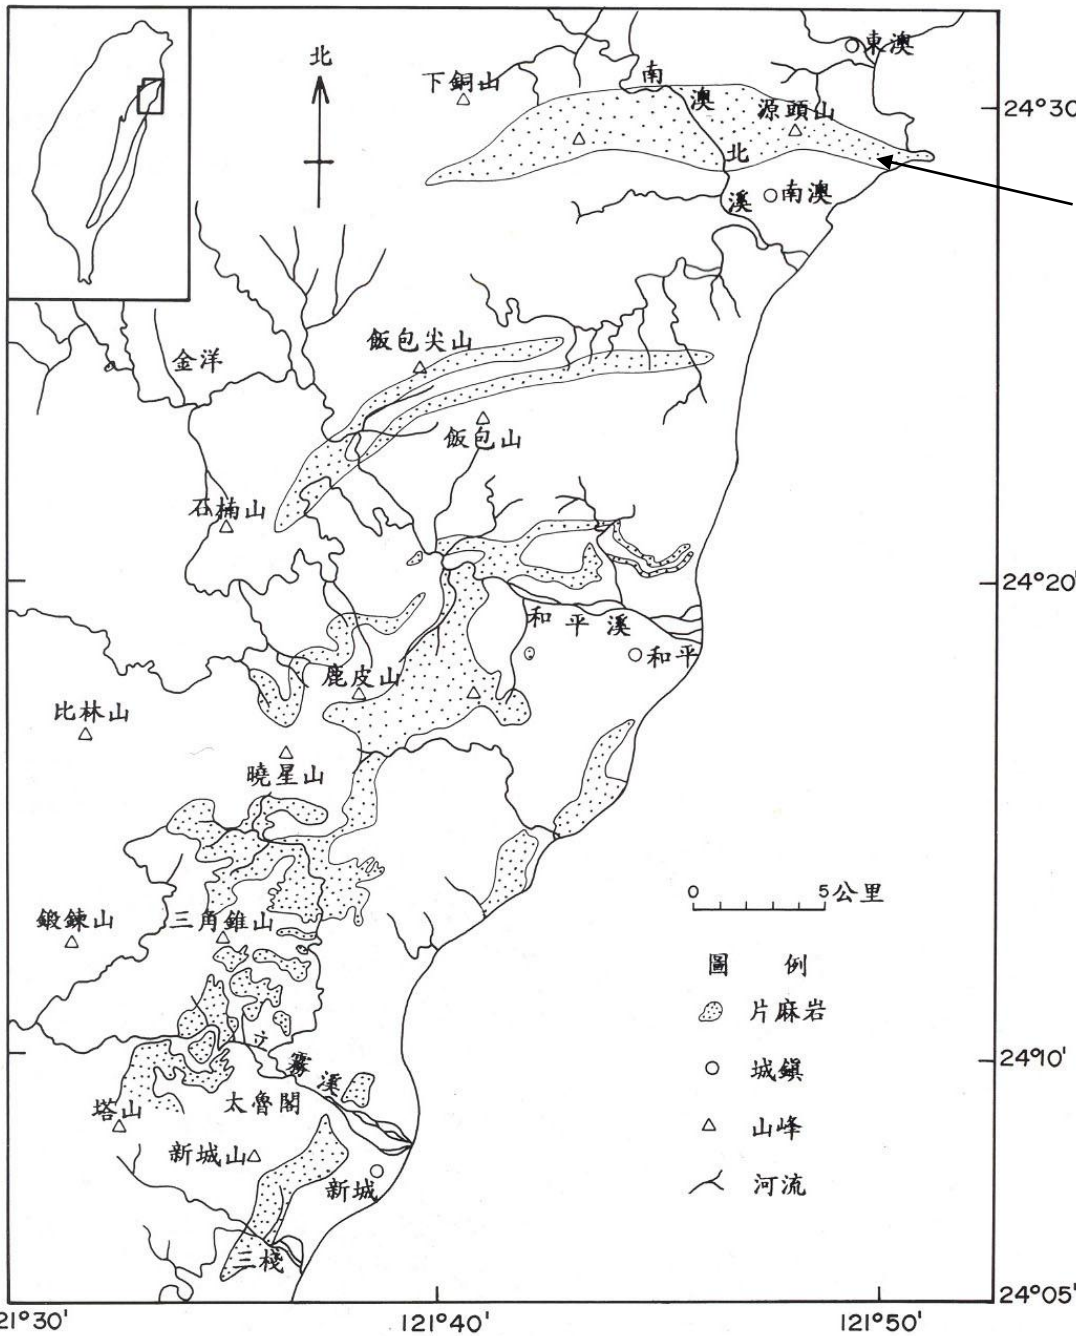 北
下銅山
南澳北溪
東澳
源頭山
24°30
南澳
金洋
飯包尖山
飯包山
石楠山
24°20'
和平溪
和平
鹿皮山
比林山
曉星山
0 5公里
鍛鍊山
三角錐山
圖 例
片麻岩
立霧溪
24°10'
城鎮
塔山
太魯閣
山峰
新城山
新城
河流
三棧
24°05'
21°30'
121°40'
121°50'